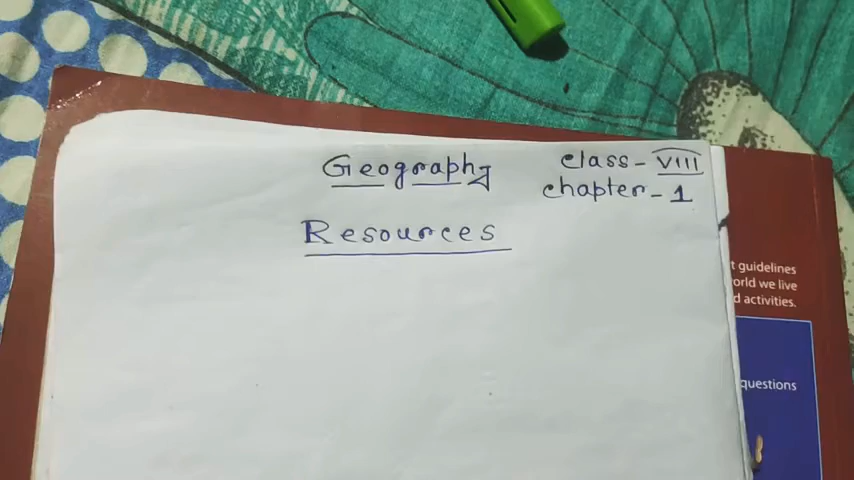 Geography
class - VIII
chapter - 1
Resources
t guidelines
orld we live
d activities.
questions